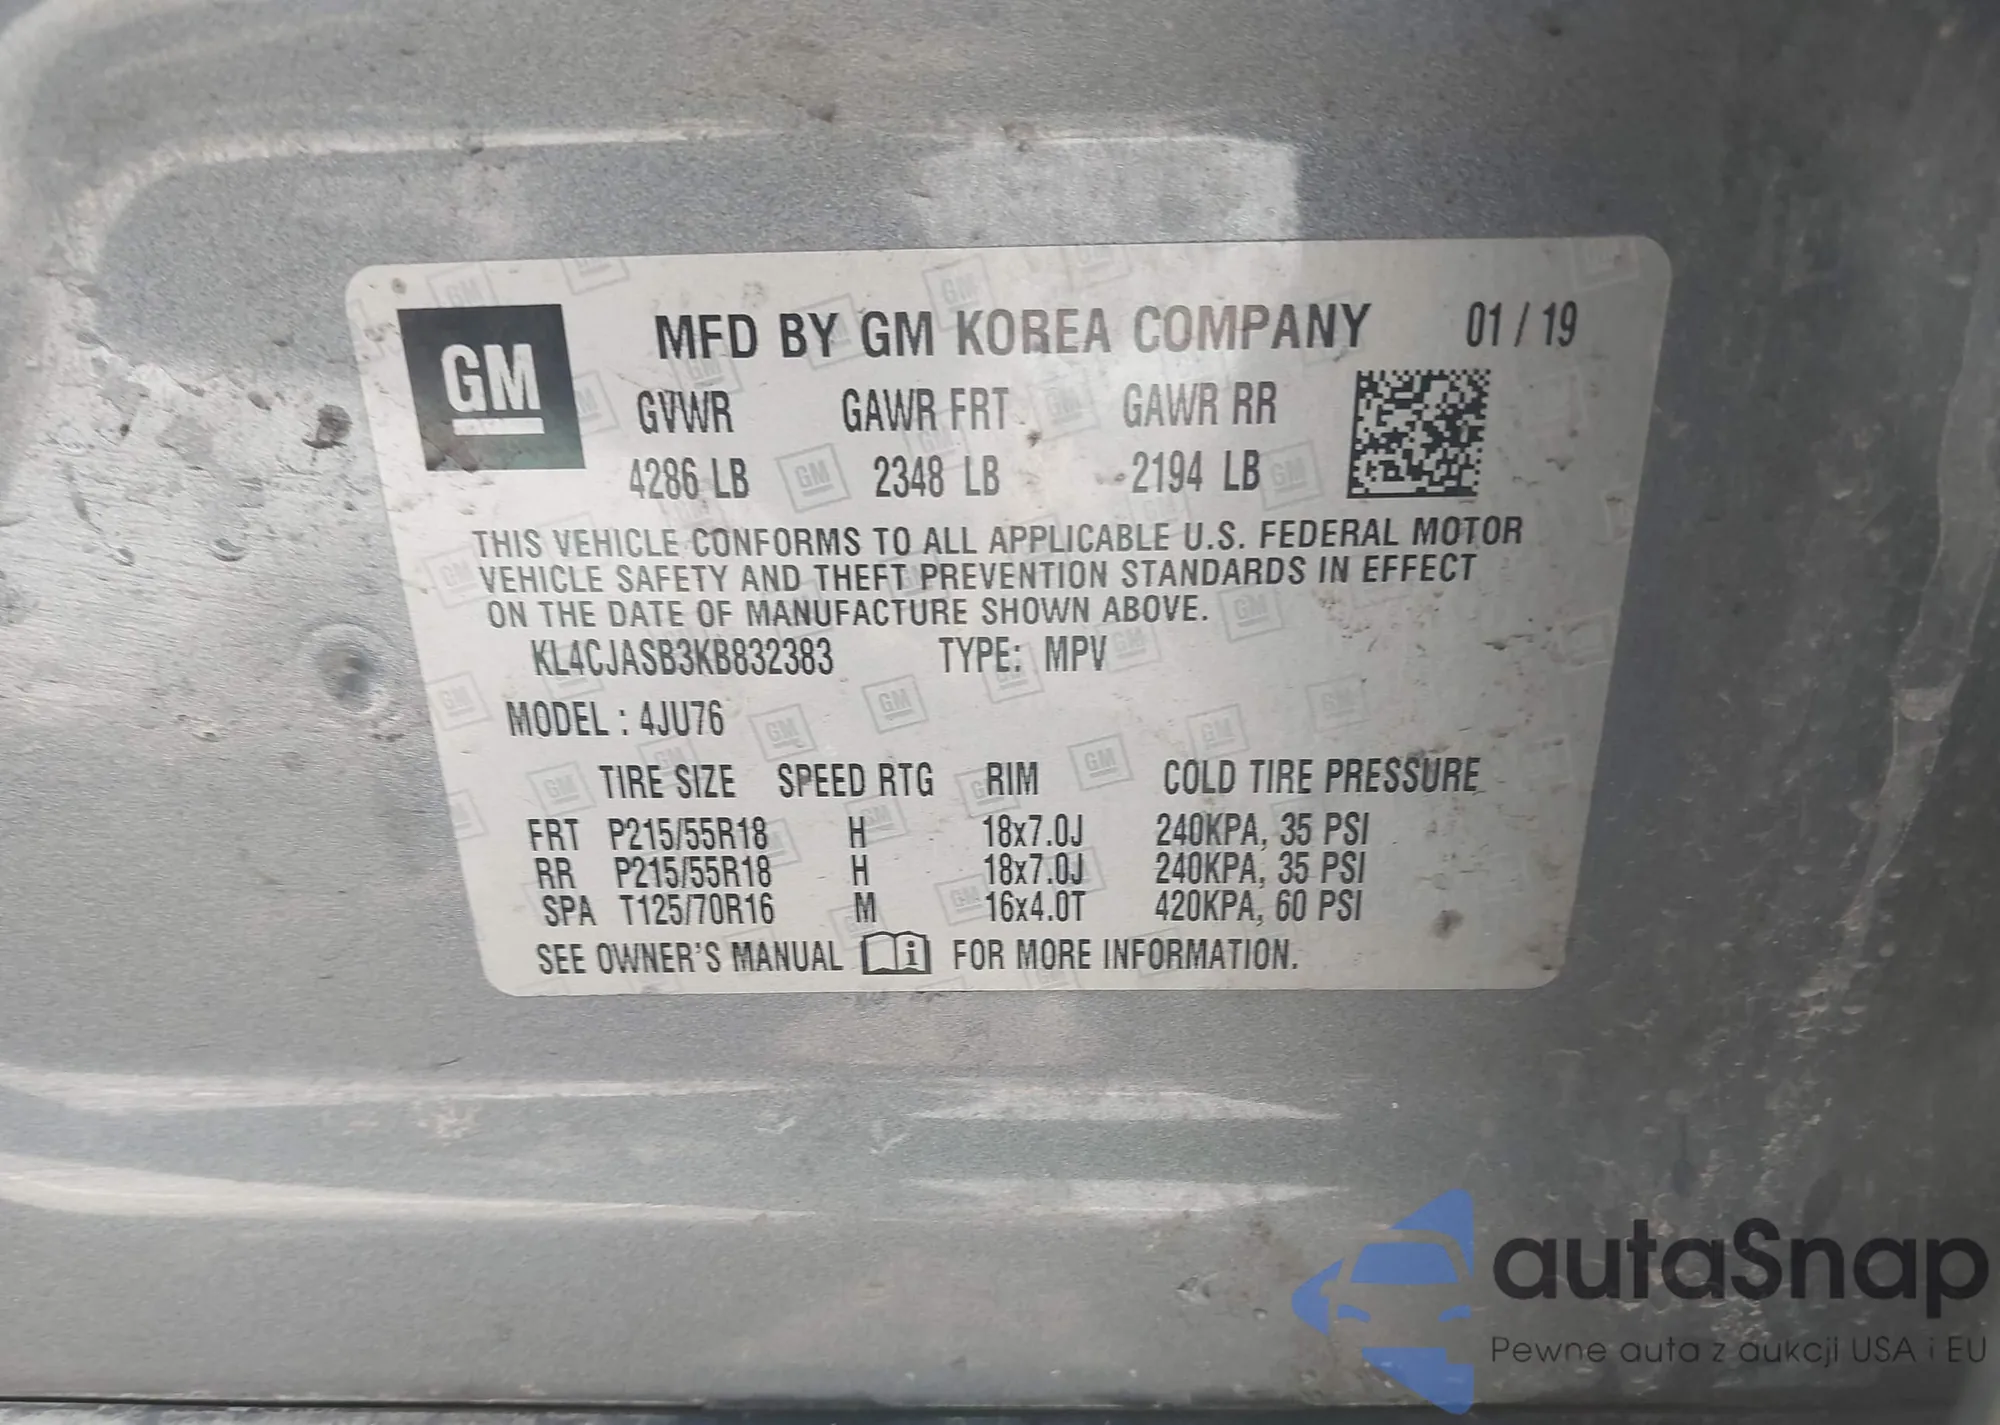 GM
MFD BY GM KOREA COMPANY 01 / 19
GVWR GAWR FRT GAWR RR
4286 LB 2348 LB 2194 LB
THIS VEHICLE CONFORMS TO ALL APPLICABLE U.S. FEDERAL MOTOR
VEHICLE SAFETY AND THEFT PREVENTION STANDARDS IN EFFECT
ON THE DATE OF MANUFACTURE SHOWN ABOVE.
KL4CJASB3KB832383 TYPE: MPV
MODEL : 4JU76
TIRE SIZE SPEED RTG RIM COLD TIRE PRESSURE
FRT P215/55R18 H 18x7.0J 240KPA, 35 PSI
RR P215/55R18 H 18x7.0J 240KPA, 35 PSI
SPA T125/70R16 M 16x4.0T 420KPA, 60 PSI
SEE OWNER'S MANUAL i FOR MORE INFORMATION.
autaSnap
Pewne auta z aukcji USA i EU